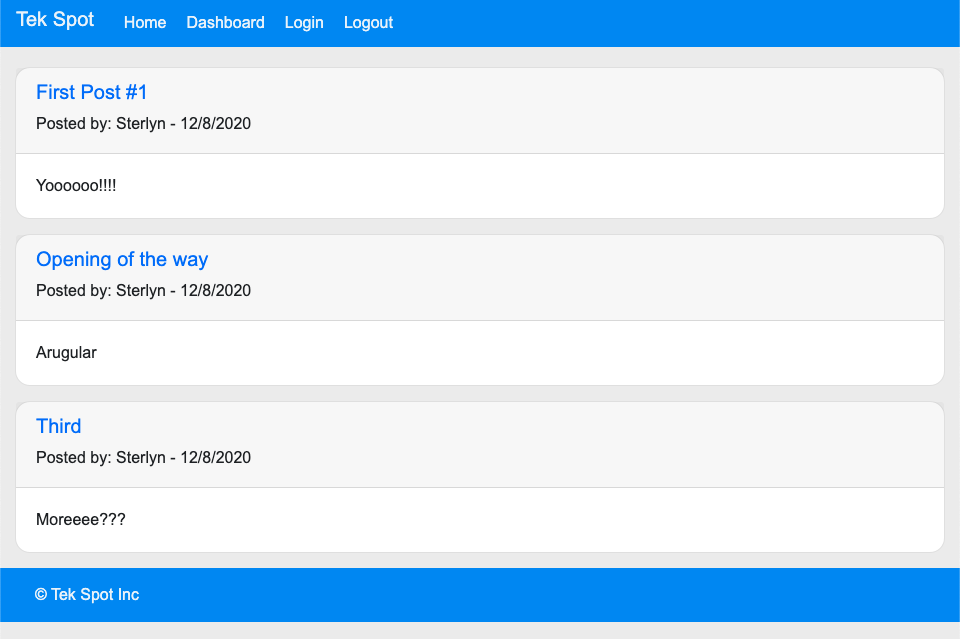 Tek Spot Home Dashboard Login Logout
First Post #1
Posted by: Sterlyn - 12/8/2020
Yoooooo!!!!
Opening of the way
Posted by: Sterlyn - 12/8/2020
Arugular
Third
Posted by: Sterlyn - 12/8/2020
Moreeee???
© Tek Spot Inc